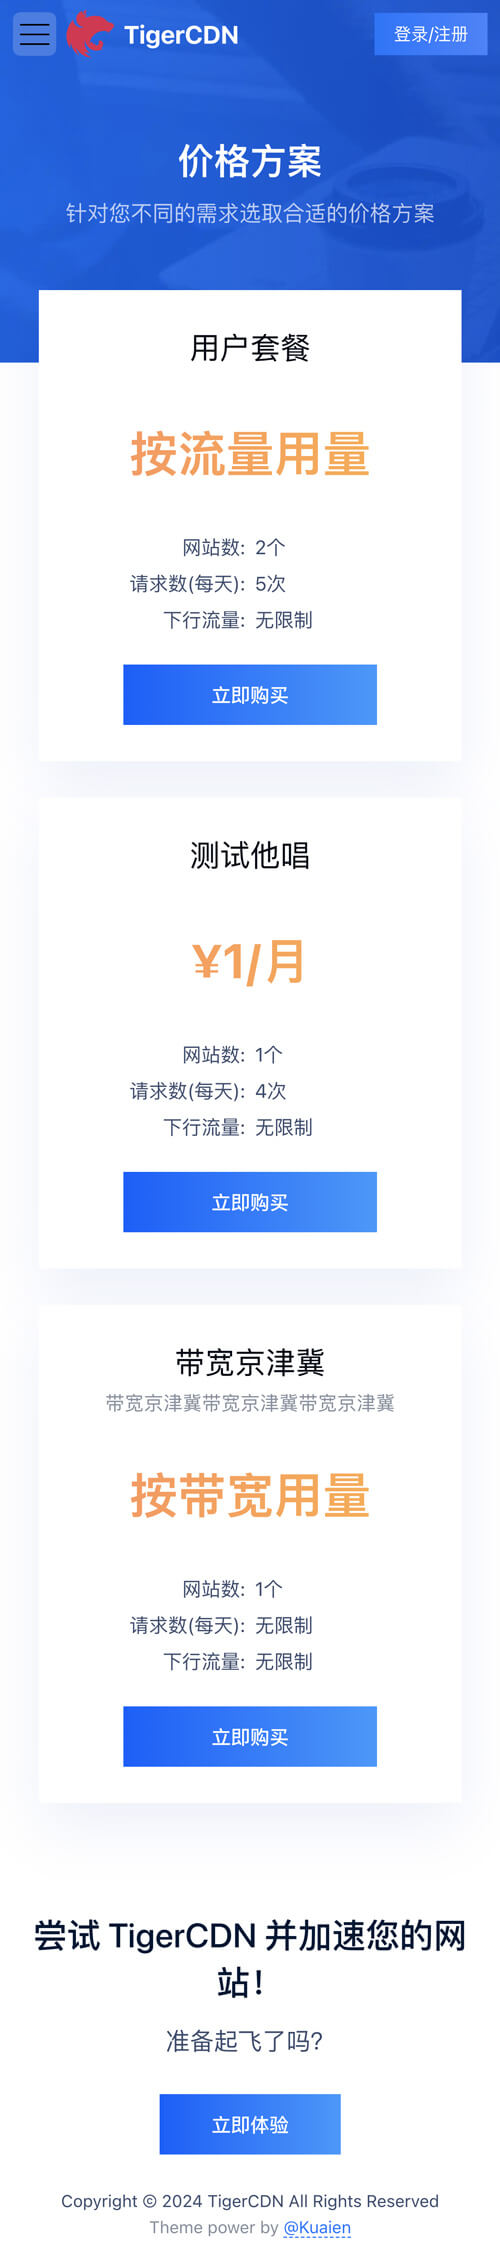 TigerCDN
登录/注册
价格方案
针对您不同的需求选取合适的价格方案
用户套餐
按流量用量
网站数: 2个
请求数(每天): 5次
下行流量: 无限制
立即购买
测试他唱
¥1/月
网站数: 1个
请求数(每天): 4次
下行流量: 无限制
立即购买
带宽京津冀
带宽京津冀带宽京津冀带宽京津冀
按带宽用量
网站数: 1个
请求数(每天): 无限制
下行流量: 无限制
立即购买
尝试 TigerCDN 并加速您的网
站！
准备起飞了吗?
立即体验
Copyright © 2024 TigerCDN All Rights Reserved
Theme power by @Kuaien